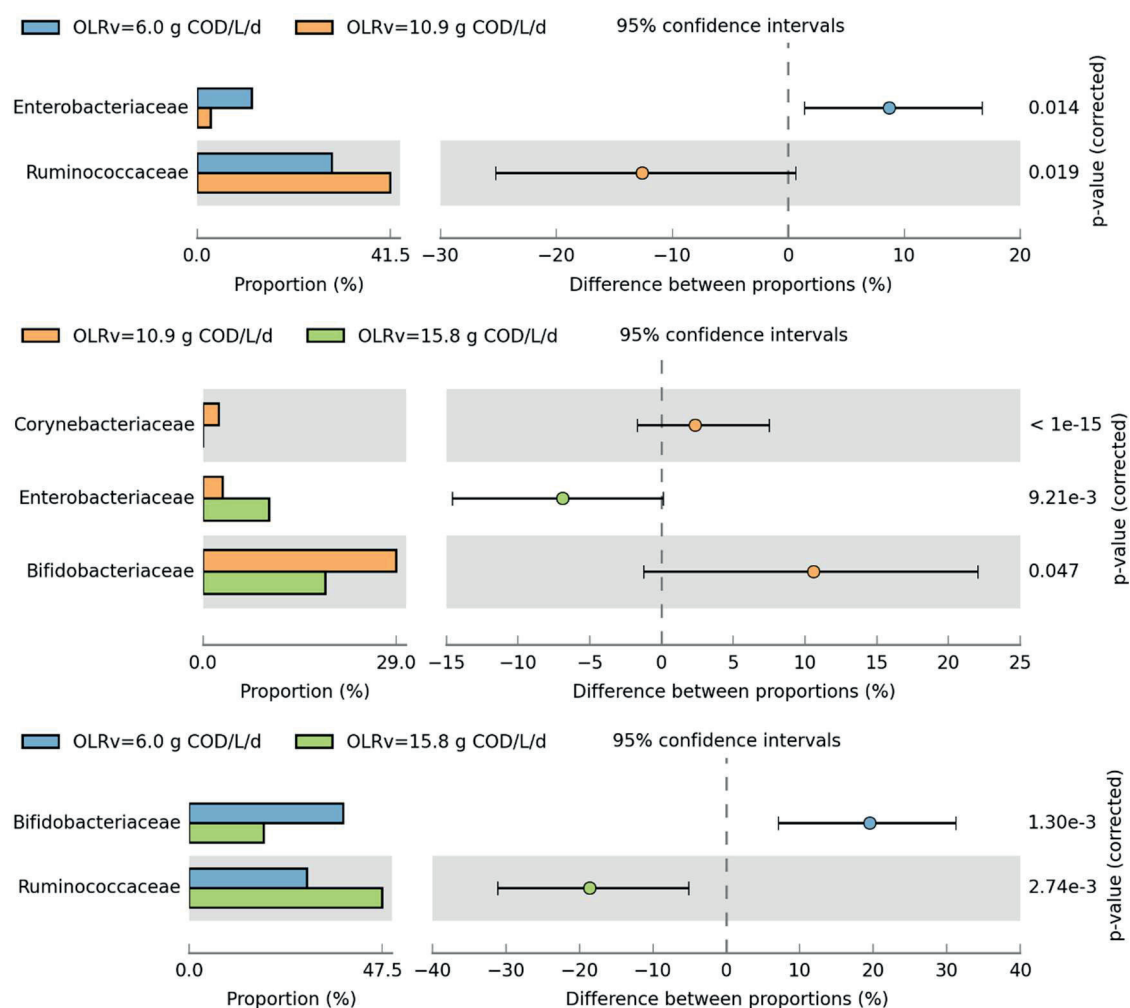 OLRv=6.0 g COD/L/d OLRv=10.9 g COD/L/d 95% confidence intervals
Enterobacteriaceae 0.014
Ruminococcaceae 0.019
p-value (corrected)
0.0 41.5 −30 −20 −10 0 10 20
Proportion (%) Difference between proportions (%)
OLRv=10.9 g COD/L/d OLRv=15.8 g COD/L/d 95% confidence intervals
Corynebacteriaceae < 1e-15
Enterobacteriaceae 9.21e-3
Bifidobacteriaceae 0.047
p-value (corrected)
0.0 29.0 −15 −10 −5 0 5 10 15 20 25
Proportion (%) Difference between proportions (%)
OLRv=6.0 g COD/L/d OLRv=15.8 g COD/L/d 95% confidence intervals
Bifidobacteriaceae 1.30e-3
Ruminococcaceae 2.74e-3
p-value (corrected)
0.0 47.5 −40 −30 −20 −10 0 10 20 30 40
Proportion (%) Difference between proportions (%)